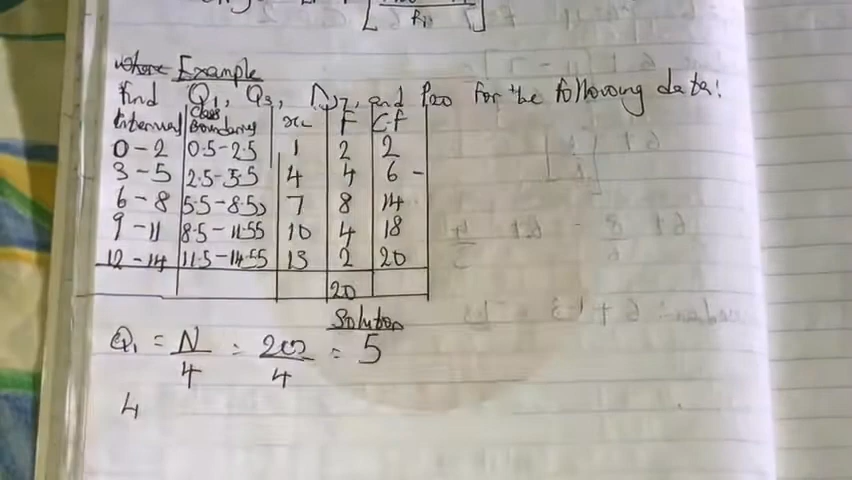 Example
Find Q₁, Q₃, D₇, and P₂₀ for the following data:
Interval Class Boundaries x F C.f
0 - 2 0.5 - 2.5 1 2 2
3 - 5 2.5 - 5.5 4 4 6 -
6 - 8 5.5 - 8.5 7 8 14
9 - 11 8.5 - 11.55 10 4 18
12 - 14 11.5 - 14.55 13 2 20
20
Solution
Q₁ = N/4 = 20/4 = 5
4